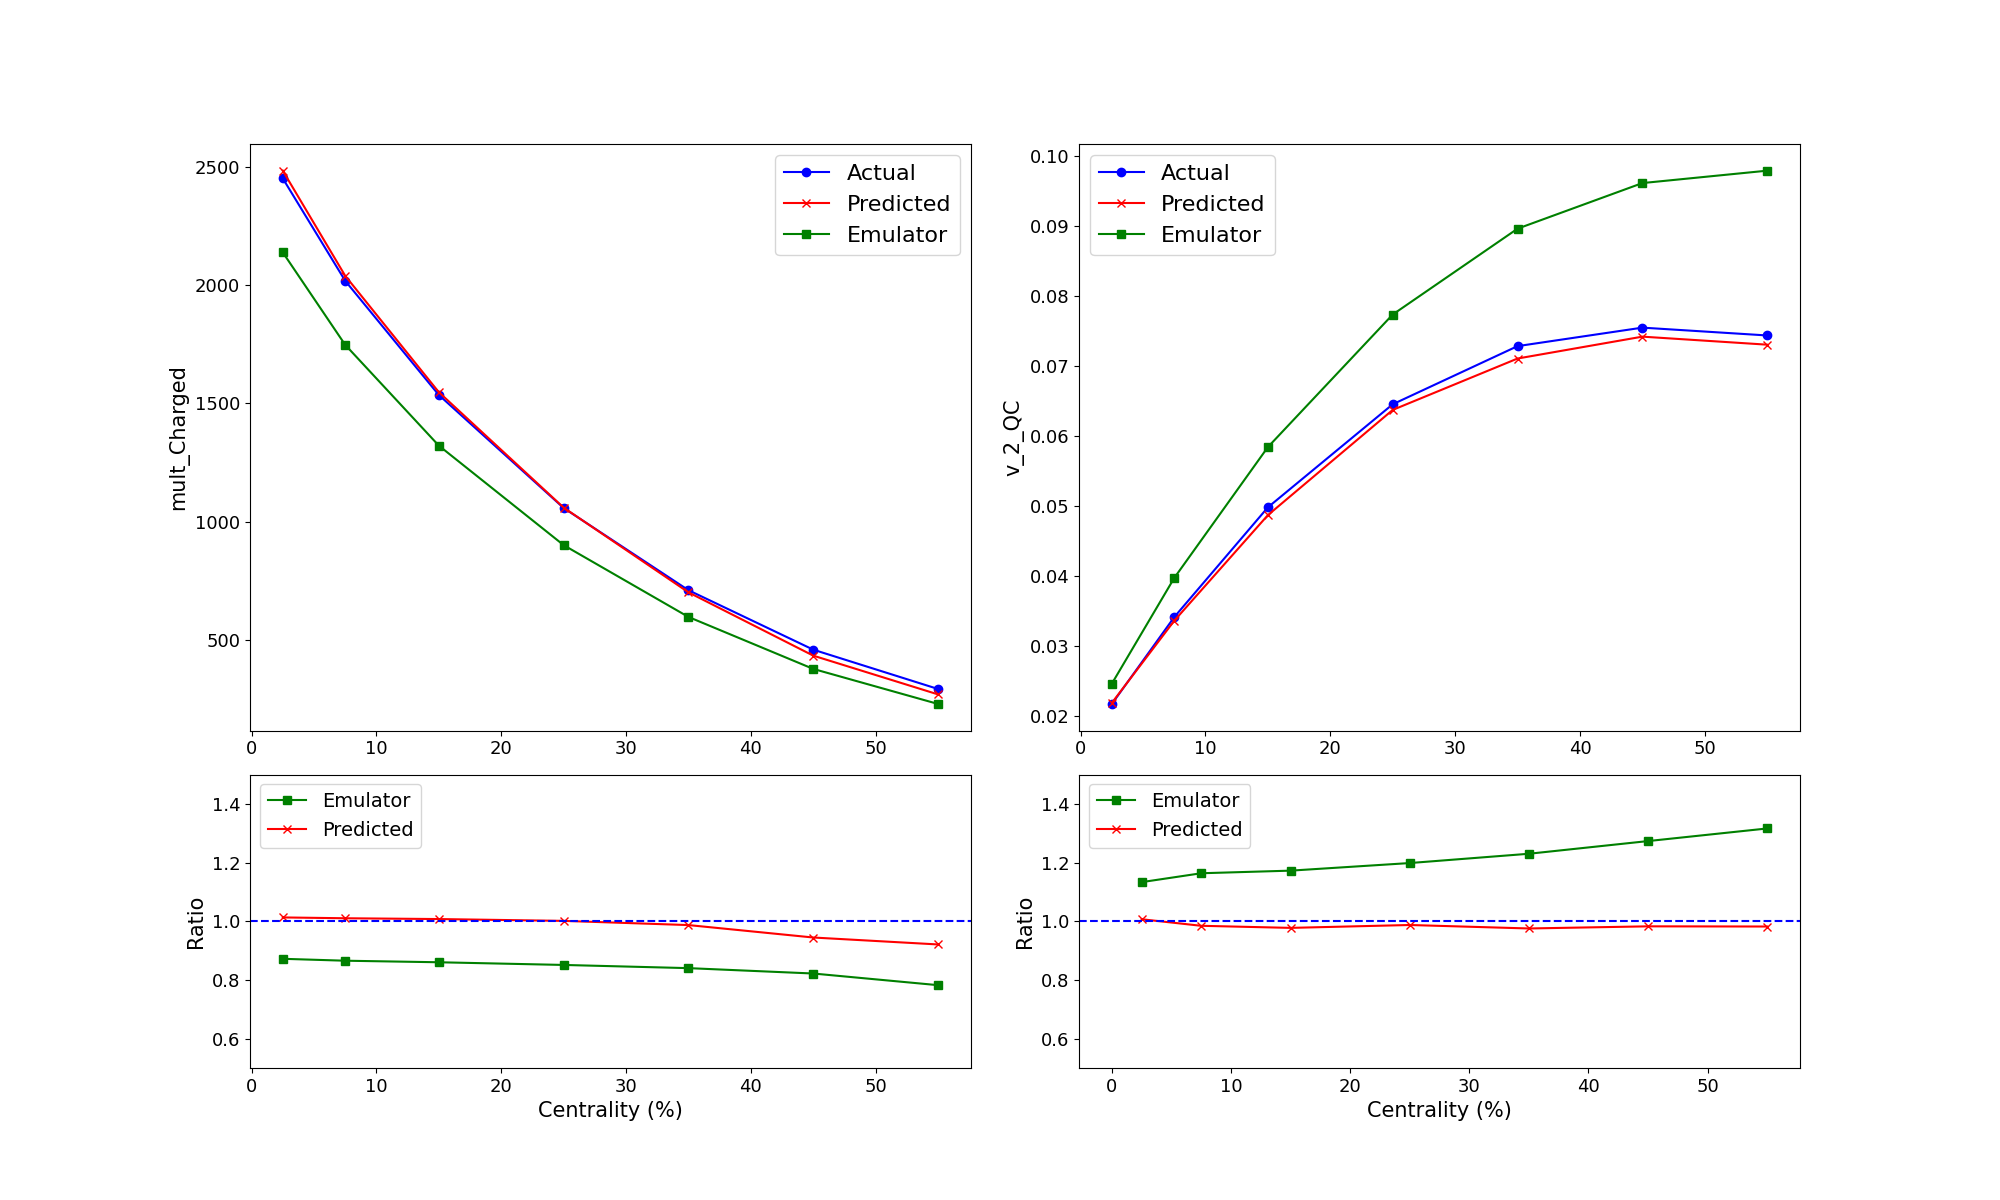 2500
2000
1500
1000
500
mult_Charged
Actual
Predicted
Emulator
0 10 20 30 40 50
0.10
0.09
0.08
0.07
0.06
0.05
0.04
0.03
0.02
v_2_QC
Actual
Predicted
Emulator
0 10 20 30 40 50
1.4
1.2
1.0
0.8
0.6
Ratio
Emulator
Predicted
0 10 20 30 40 50
Centrality (%)
1.4
1.2
1.0
0.8
0.6
Ratio
Emulator
Predicted
0 10 20 30 40 50
Centrality (%)